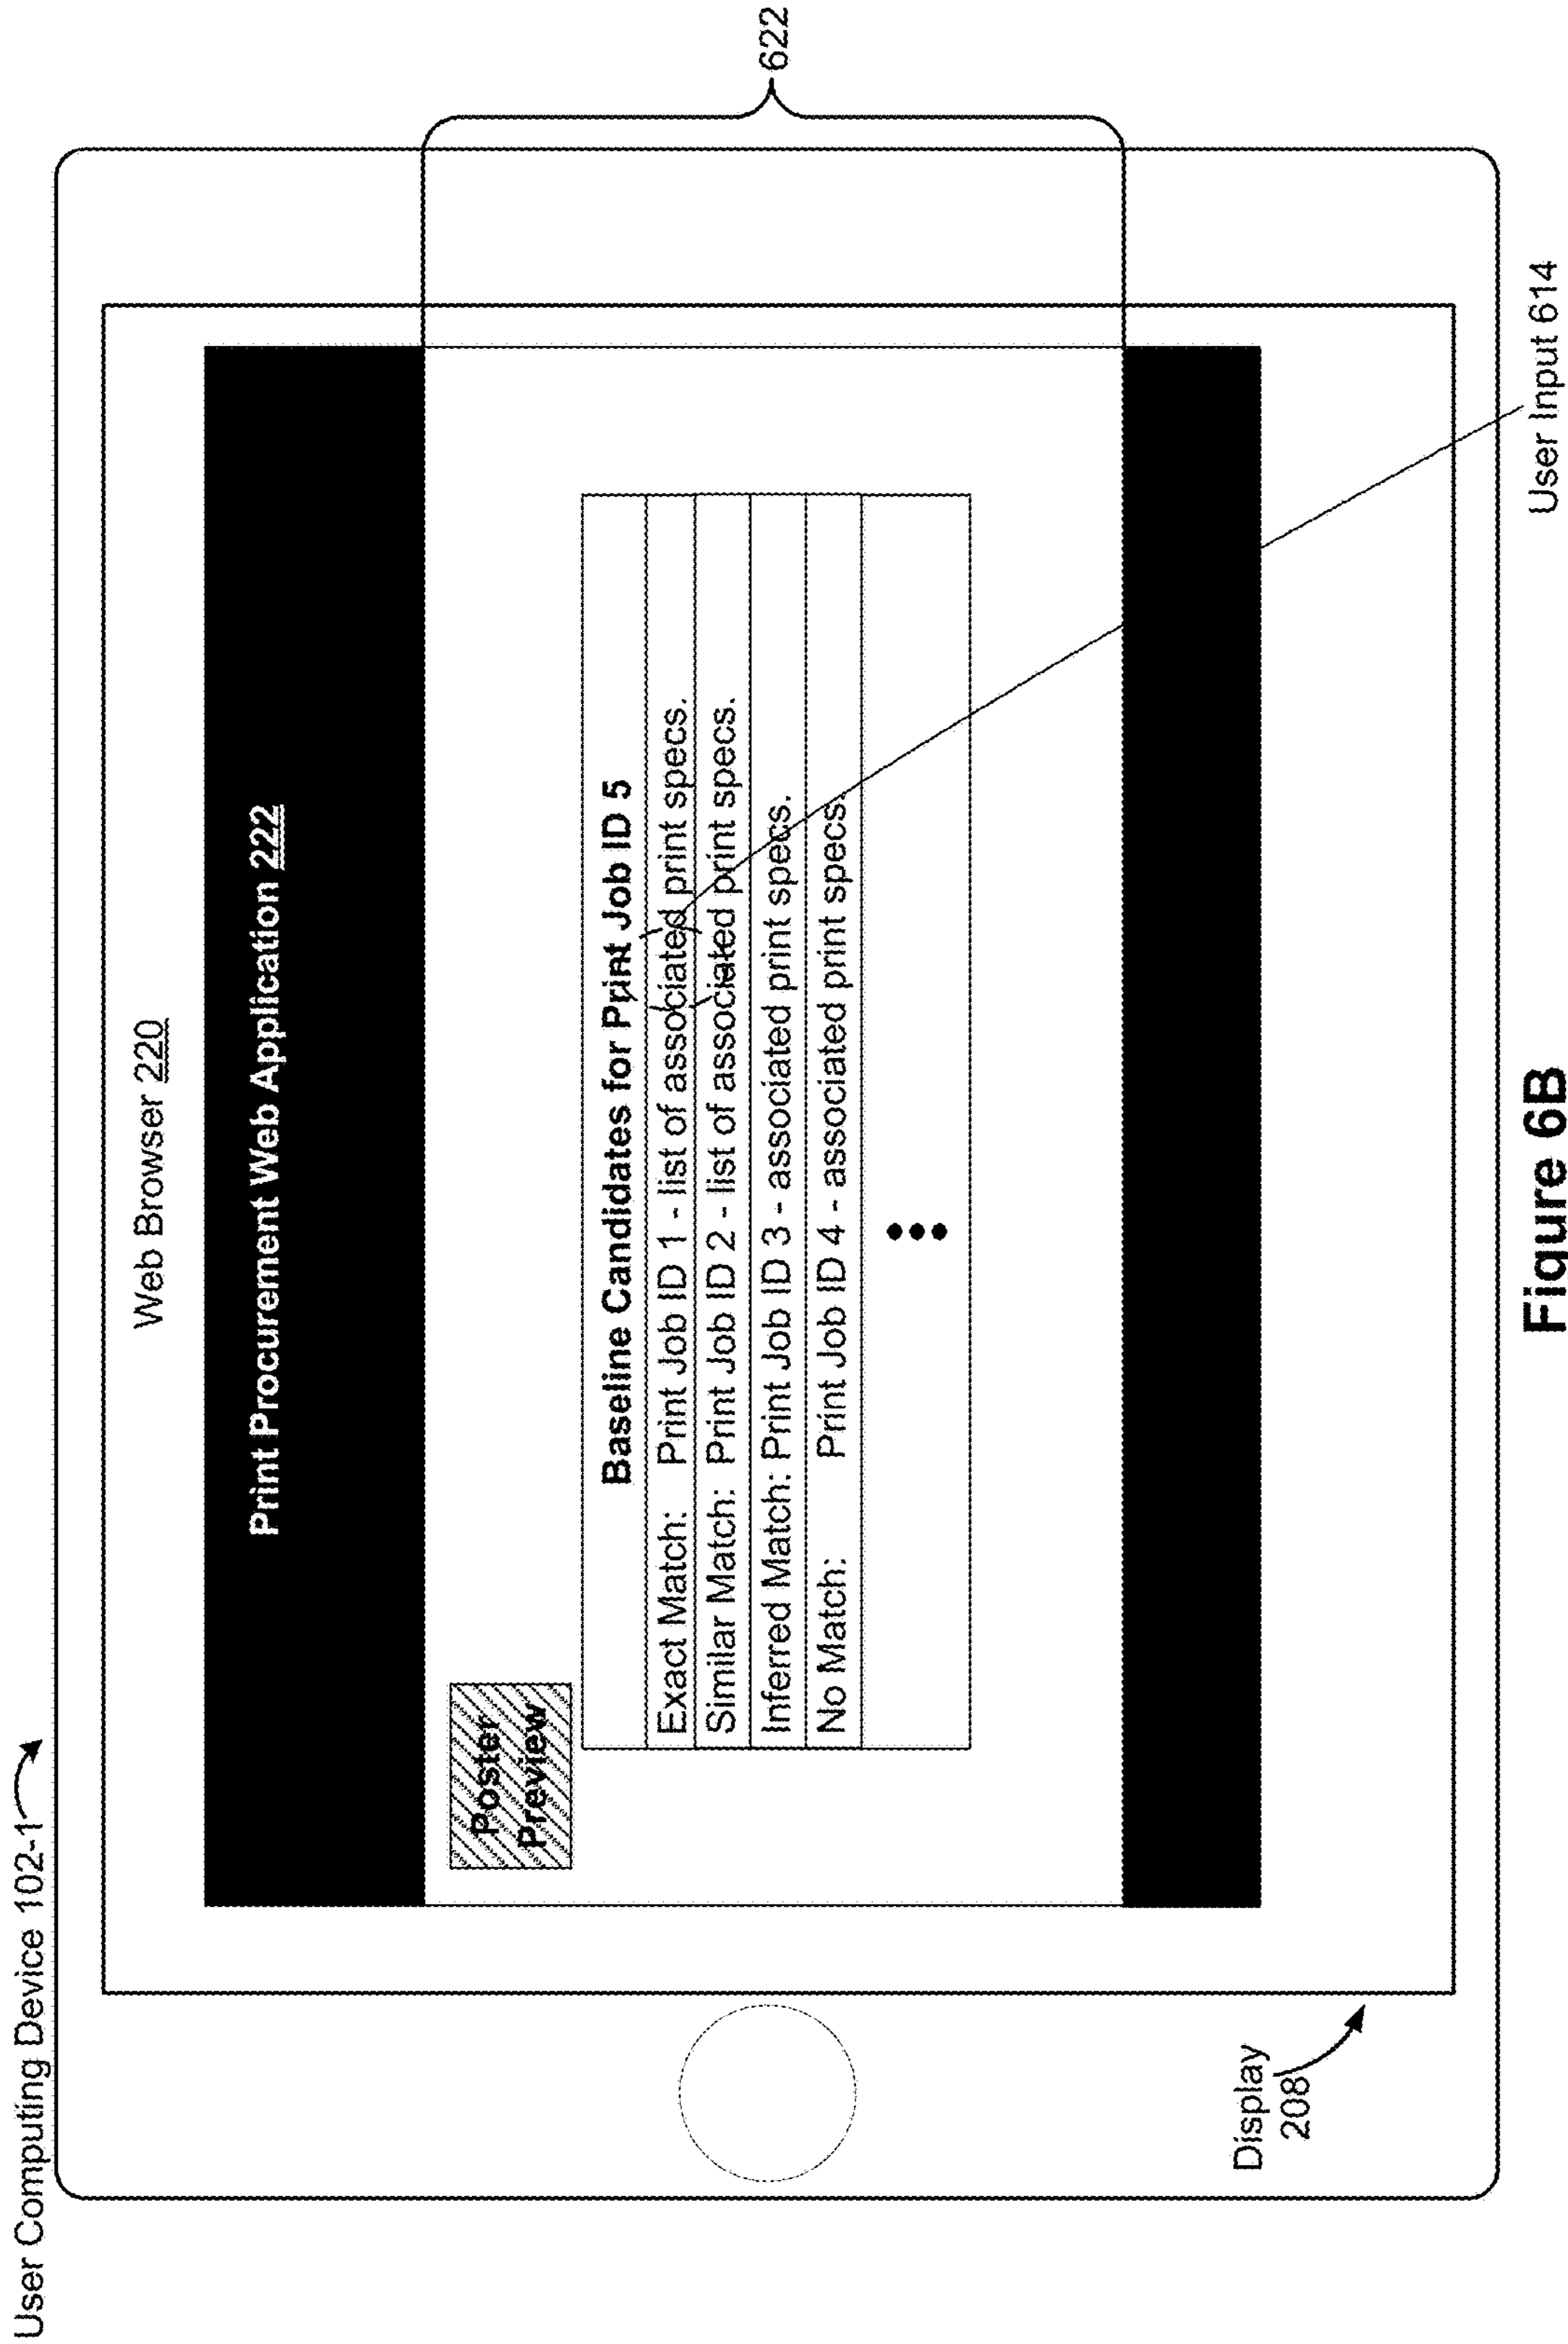 User Computing Device 102-1
Web Browser 220
Print Procurement Web Application 222
Poster
Preview
Baseline Candidates for Print Job ID 5
Exact Match: Print Job ID 1 - list of associated print specs.
Similar Match: Print Job ID 2 - list of associated print specs.
Inferred Match: Print Job ID 3 - associated print specs.
No Match: Print Job ID 4 - associated print specs.
622
Display
208
User Input 614
Figure 6B